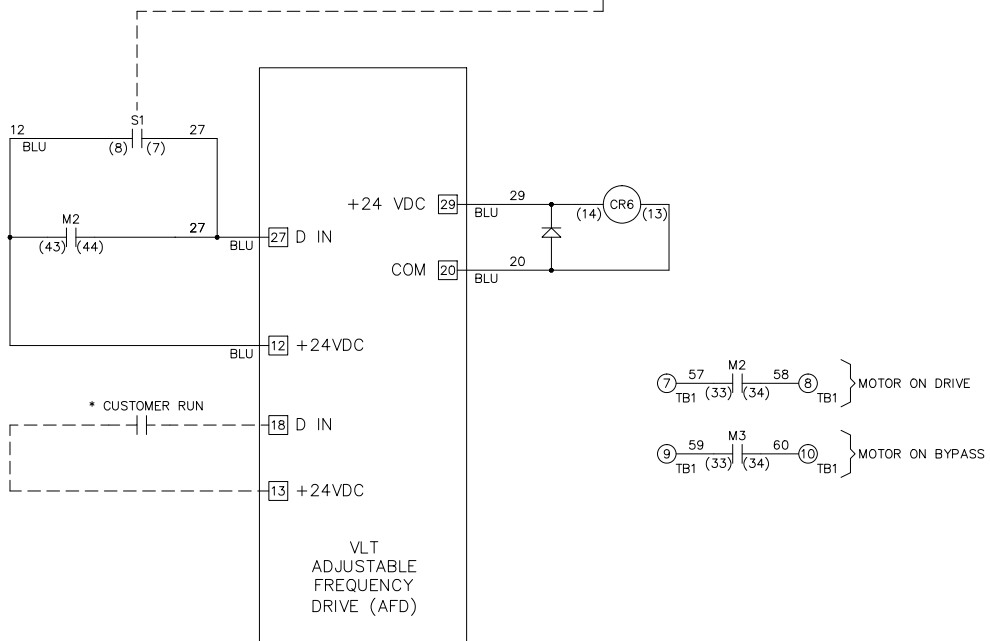 S1
12
27
BLU
(8)
(7)
M2
27
(43)
(44)
BLU
27 D IN
BLU
12 +24VDC
* CUSTOMER RUN
18 D IN
13 +24VDC
+24 VDC 29
29
BLU
(14)
CR6
(13)
COM 20
20
BLU
VLT
ADJUSTABLE
FREQUENCY
DRIVE (AFD)
M2
7 57 58 8
TB1 (33) (34) TB1
MOTOR ON DRIVE
M3
9 59 60 10
TB1 (33) (34) TB1
MOTOR ON BYPASS